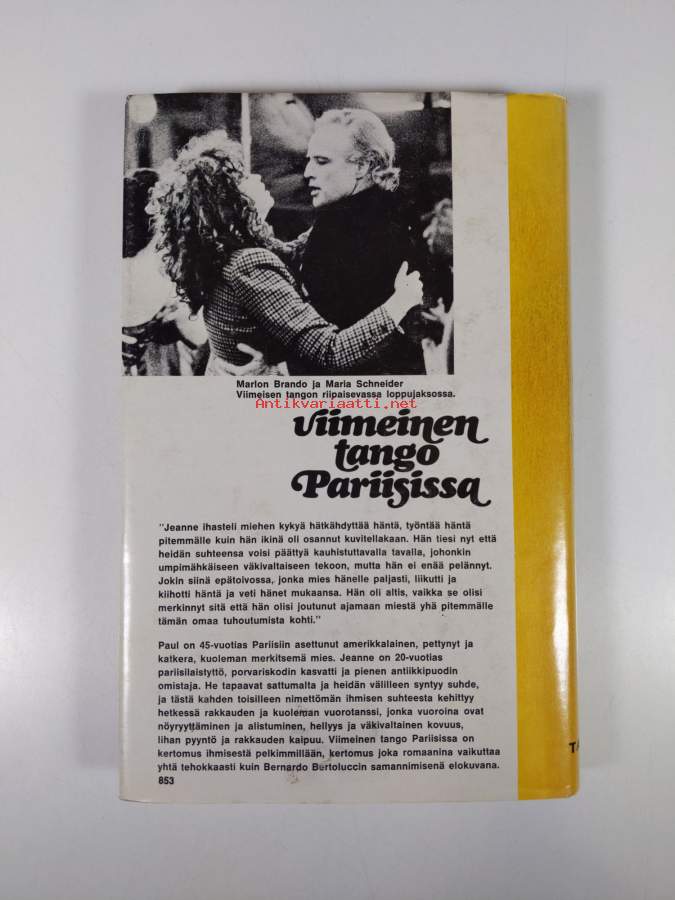 Marlon Brando ja Maria Schneider
Viimeisen tangon riipaisevassa loppujaksossa.
Antikvariaatti.net
Viimeinen
tango
Pariisissa
"Jeanne ihasteli miehen kykyä hätkähdyttää häntä, työntää häntä
pitemmälle kuin hän ikinä oli osannut kuvitellakaan. Hän tiesi nyt että
heidän suhteensa voisi päättyä kauhistuttavalla tavalla, johonkin
umpimähkäiseen väkivaltaiseen tekoon, mutta hän ei enää pelännyt.
Jokin siinä epätoivossa, jonka mies hänelle paljasti, liikutti ja
kiihotti häntä ja veti hänet mukaansa. Hän oli altis, vaikka se olisi
merkinnyt sitä että hän olisi joutunut ajamaan miestä yhä pitemmälle
tämän omaa tuhoutumista kohti."
Paul on 45-vuotias Pariisiin asettunut amerikkalainen, pettynyt ja
katkera, kuoleman merkitsemä mies. Jeanne on 20-vuotias
pariisilaistyttö, porvariskodin kasvatti ja pienen antiikkipuodin
omistaja. He tapaavat sattumalta ja heidän välilleen syntyy suhde,
ja tästä kahden toisilleen nimettömän ihmisen suhteesta kehittyy
hetkessä rakkauden ja kuoleman vuorotanssi, jonka vuoroina ovat
nöyryyttäminen ja alistuminen, hellyys ja väkivaltainen kovuus,
lihan pyyntö ja rakkauden kaipuu. Viimeinen tango Pariisissa on
kertomus ihmisestä pelkimmillään, kertomus joka romaanina vaikuttaa
yhtä tehokkaasti kuin Bernardo Bertoluccin samannimisenä elokuvana.
853